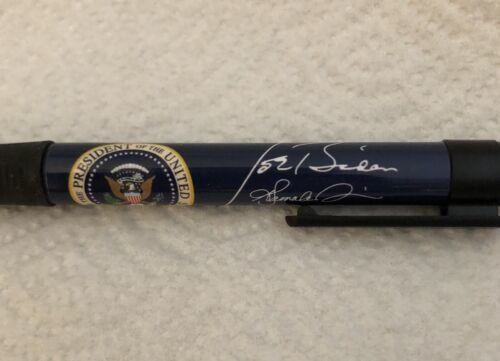 THE PRESIDENT OF THE UNITED
Joe Biden